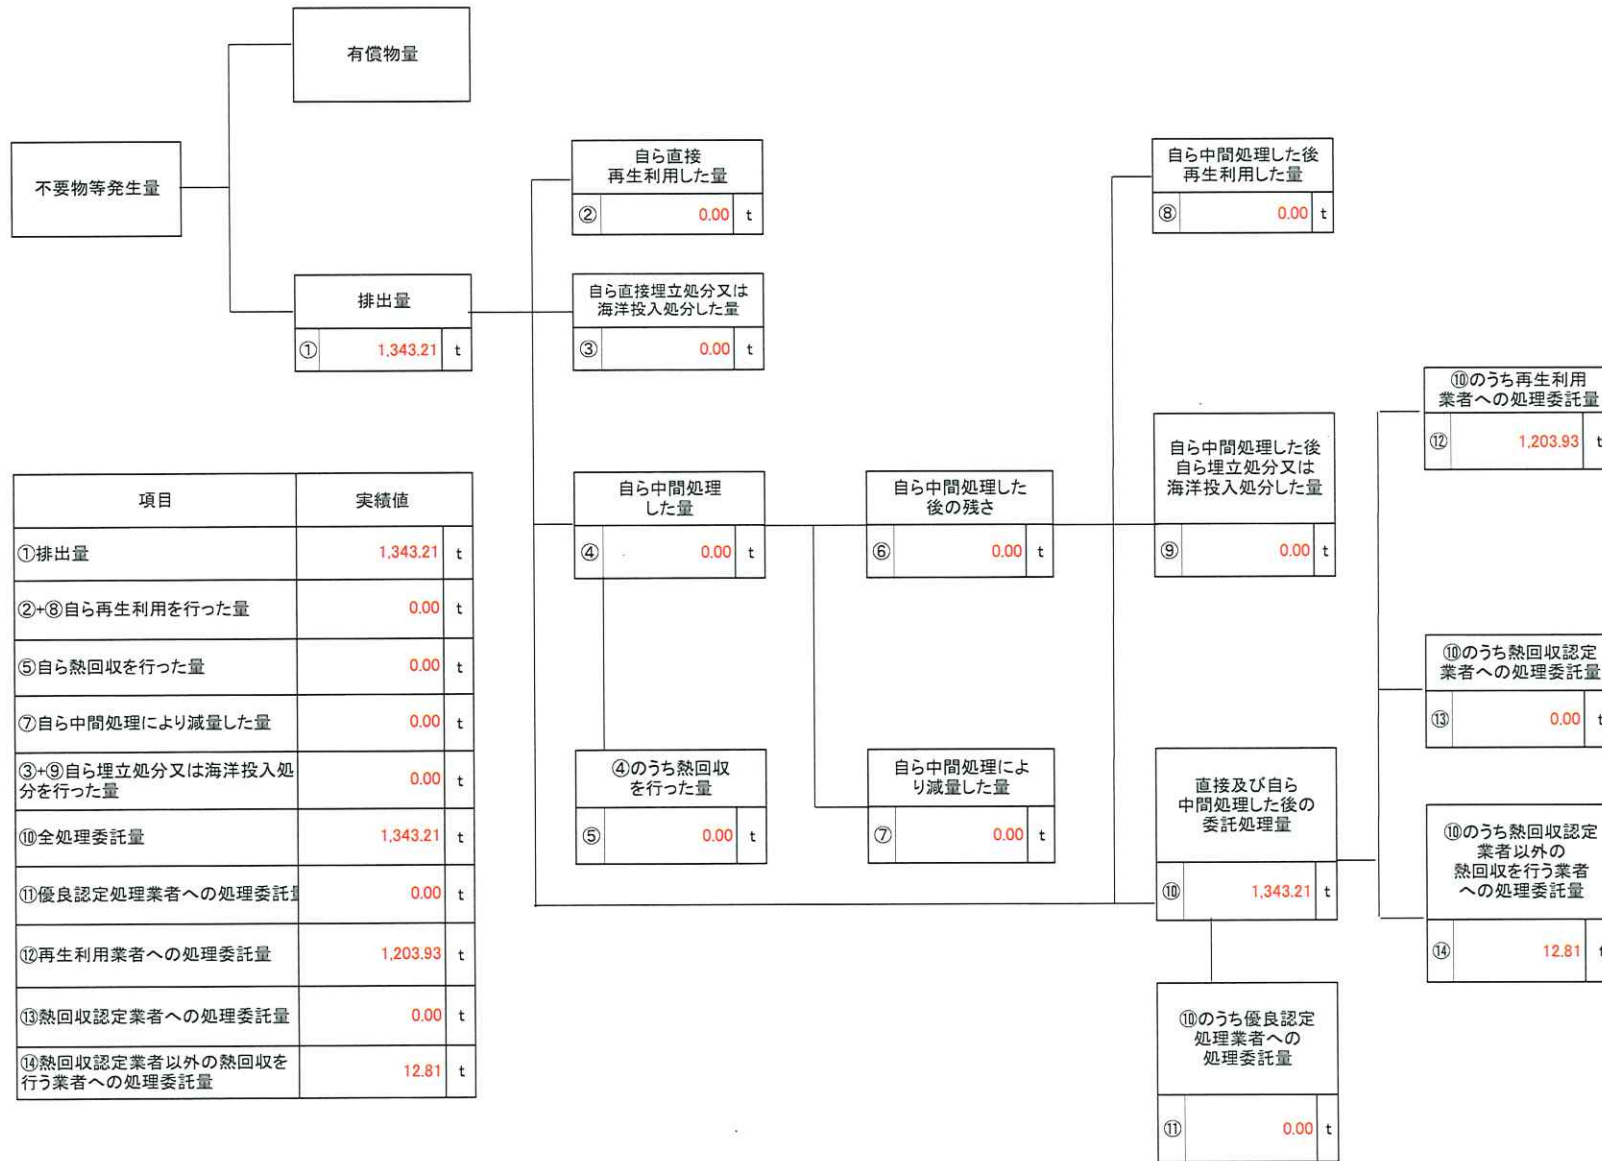 有償物量
不要物等発生量
排出量
① 1,343.21 t
自ら直接
再生利用した量
② 0.00 t
自ら直接埋立処分又は
海洋投入処分した量
③ 0.00 t
自ら中間処理
した量
④ 0.00 t
④のうち熱回収
を行った量
⑤ 0.00 t
自ら中間処理した
後の残さ
⑥ 0.00 t
自ら中間処理によ
り減量した量
⑦ 0.00 t
自ら中間処理した後
再生利用した量
⑧ 0.00 t
自ら中間処理した後
自ら埋立処分又は
海洋投入処分した量
⑨ 0.00 t
直接及び自ら
中間処理した後の
委託処理量
⑩ 1,343.21 t
⑩のうち優良認定
処理業者への
処理委託量
⑪ 0.00 t
⑩のうち再生利用
業者への処理委託量
⑫ 1,203.93 t
⑩のうち熱回収認定
業者への処理委託量
⑬ 0.00 t
⑩のうち熱回収認定
業者以外の
熱回収を行う業者
への処理委託量
⑭ 12.81 t
項目 実績値
①排出量 1,343.21 t
②+⑧自ら再生利用を行った量 0.00 t
⑤自ら熱回収を行った量 0.00 t
⑦自ら中間処理により減量した量 0.00 t
③+⑨自ら埋立処分又は海洋投入処
分を行った量 0.00 t
⑩全処理委託量 1,343.21 t
⑪優良認定処理業者への処理委託 0.00 t
⑫再生利用業者への処理委託量 1,203.93 t
⑬熱回収認定業者への処理委託量 0.00 t
⑭熱回収認定業者以外の熱回収を
行う業者への処理委託量 12.81 t